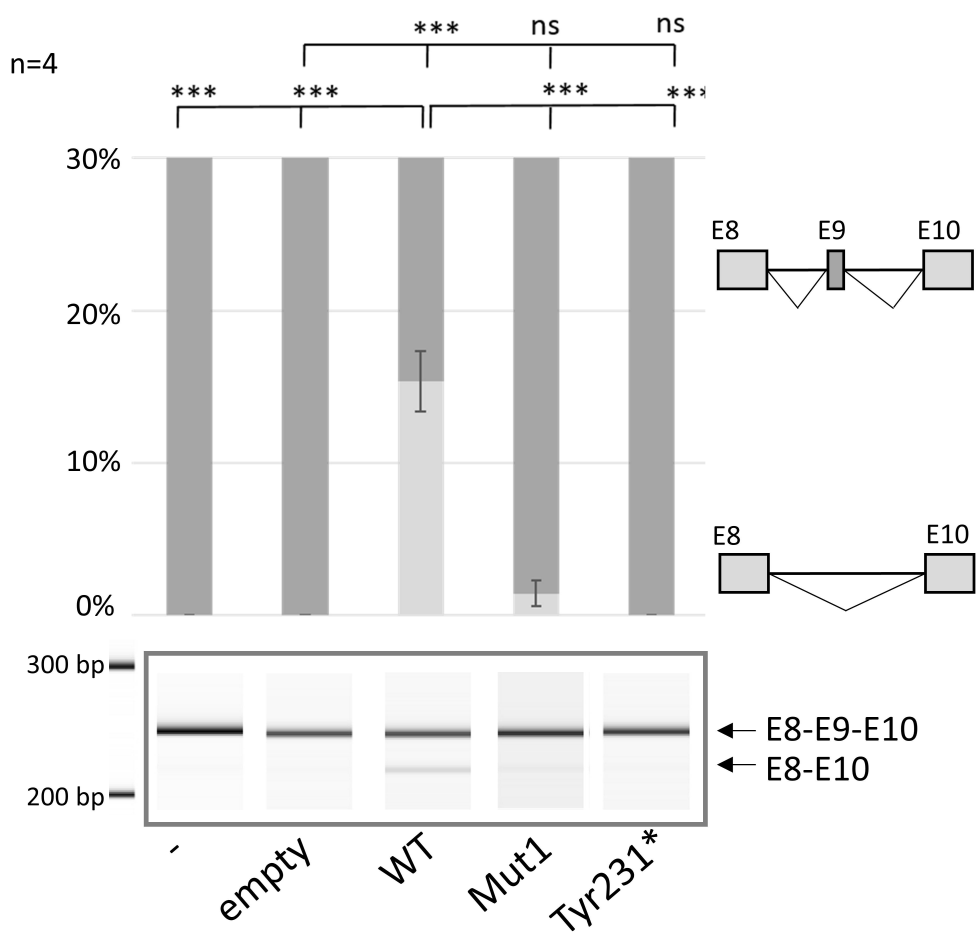 *** ns ns
n=4
*** *** *** ***
30%
E8 E9 E10
20%
10%
E8 E10
0%
300 bp
E8-E9-E10
E8-E10
200 bp
- empty WT Mut1 Tyr231*